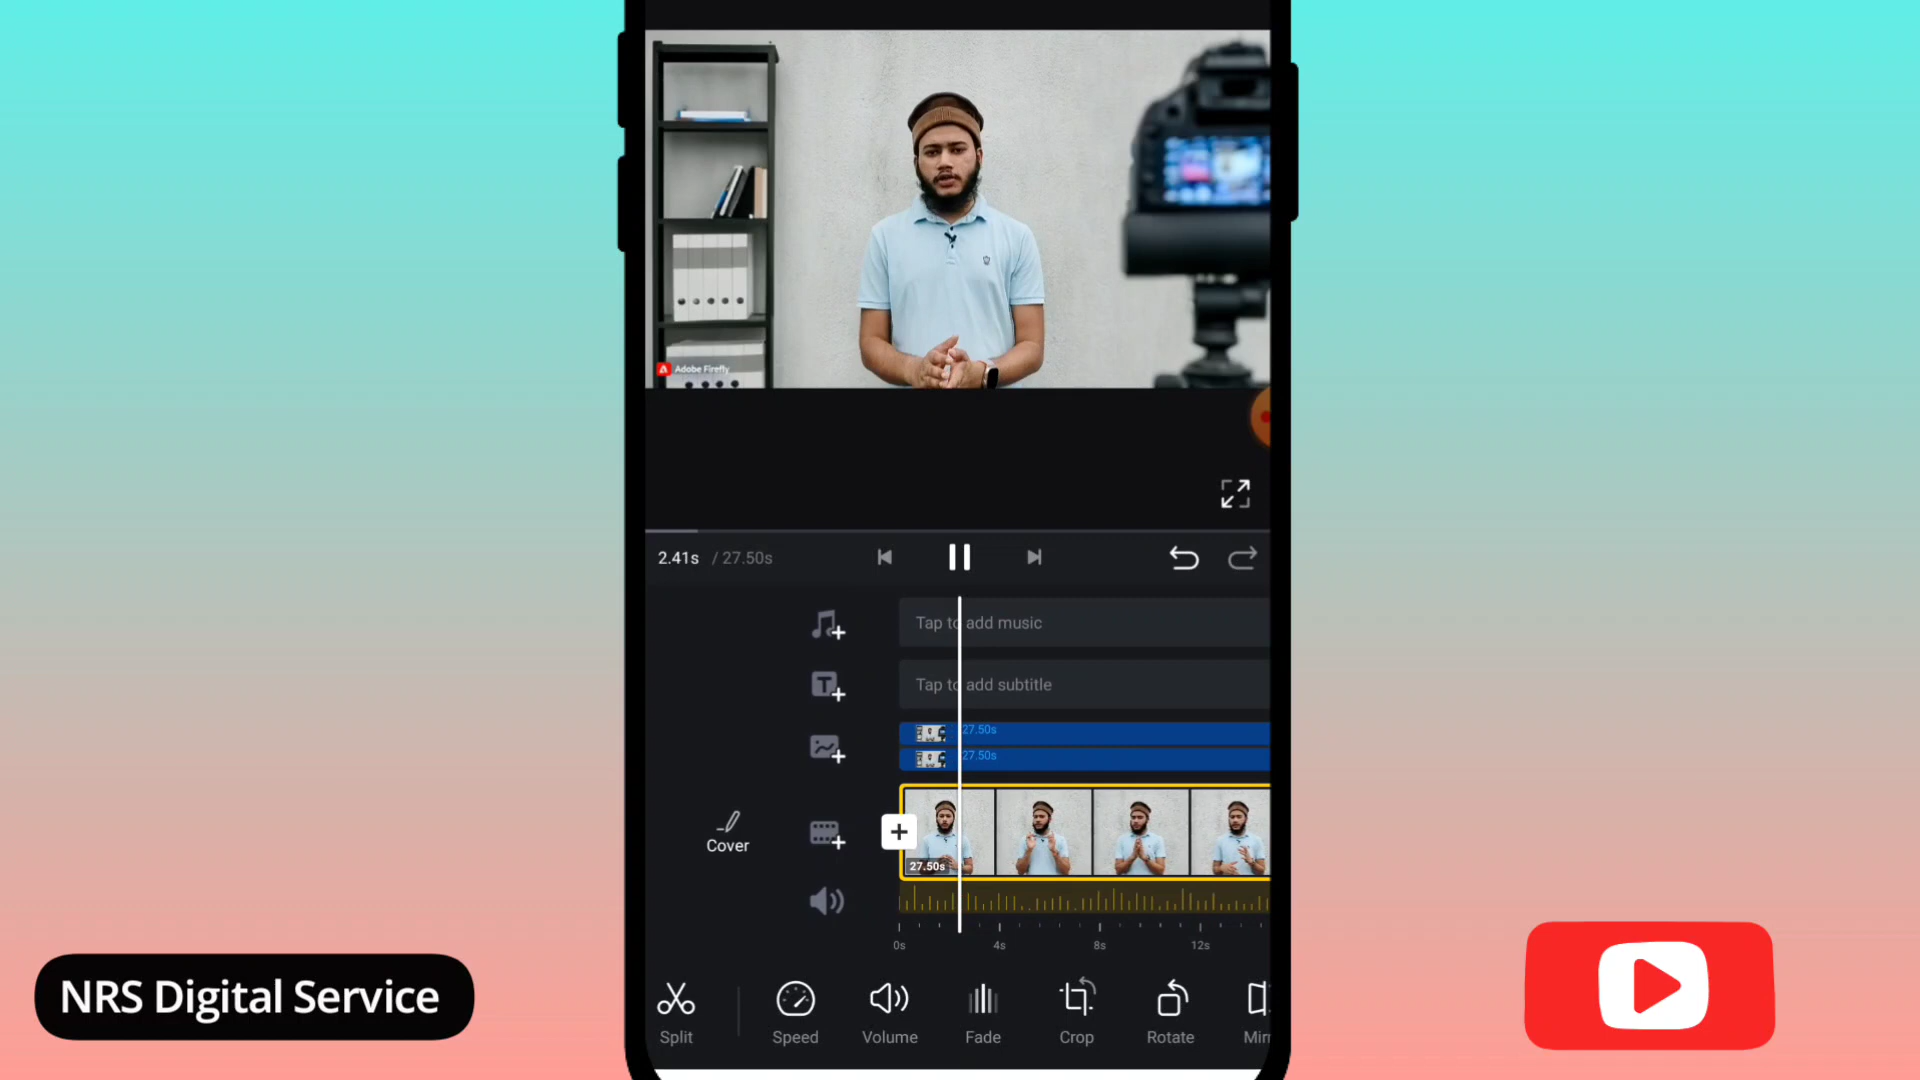 Adobe Firefly
2.41s / 27.50s
Tap to add music
Tap to add subtitle
27.50s
27.50s
Cover
27.50s
0s 4s 8s 12s
Split Speed Volume Fade Crop Rotate Mirr
NRS Digital Service